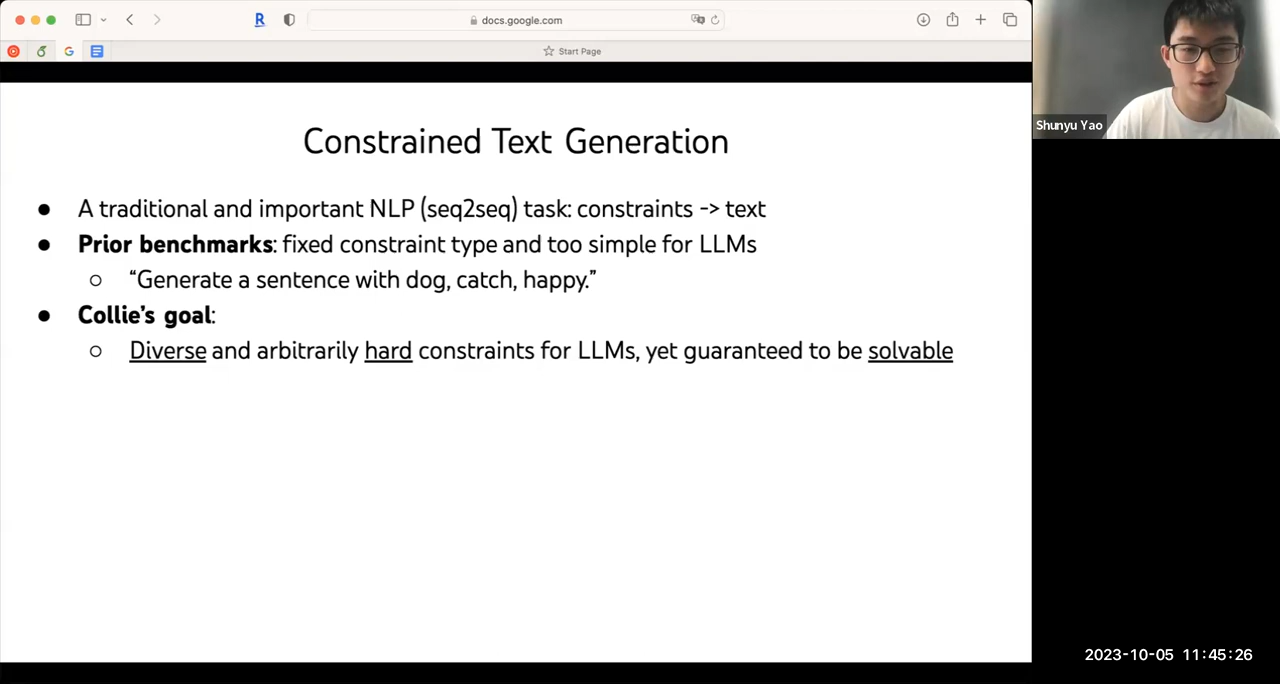 docs.google.com
Start Page
Constrained Text Generation
● A traditional and important NLP (seq2seq) task: constraints -> text
● Prior benchmarks: fixed constraint type and too simple for LLMs
○ “Generate a sentence with dog, catch, happy.”
● Collie’s goal:
○ Diverse and arbitrarily hard constraints for LLMs, yet guaranteed to be solvable
Shunyu Yao
2023-10-05 11:45:26